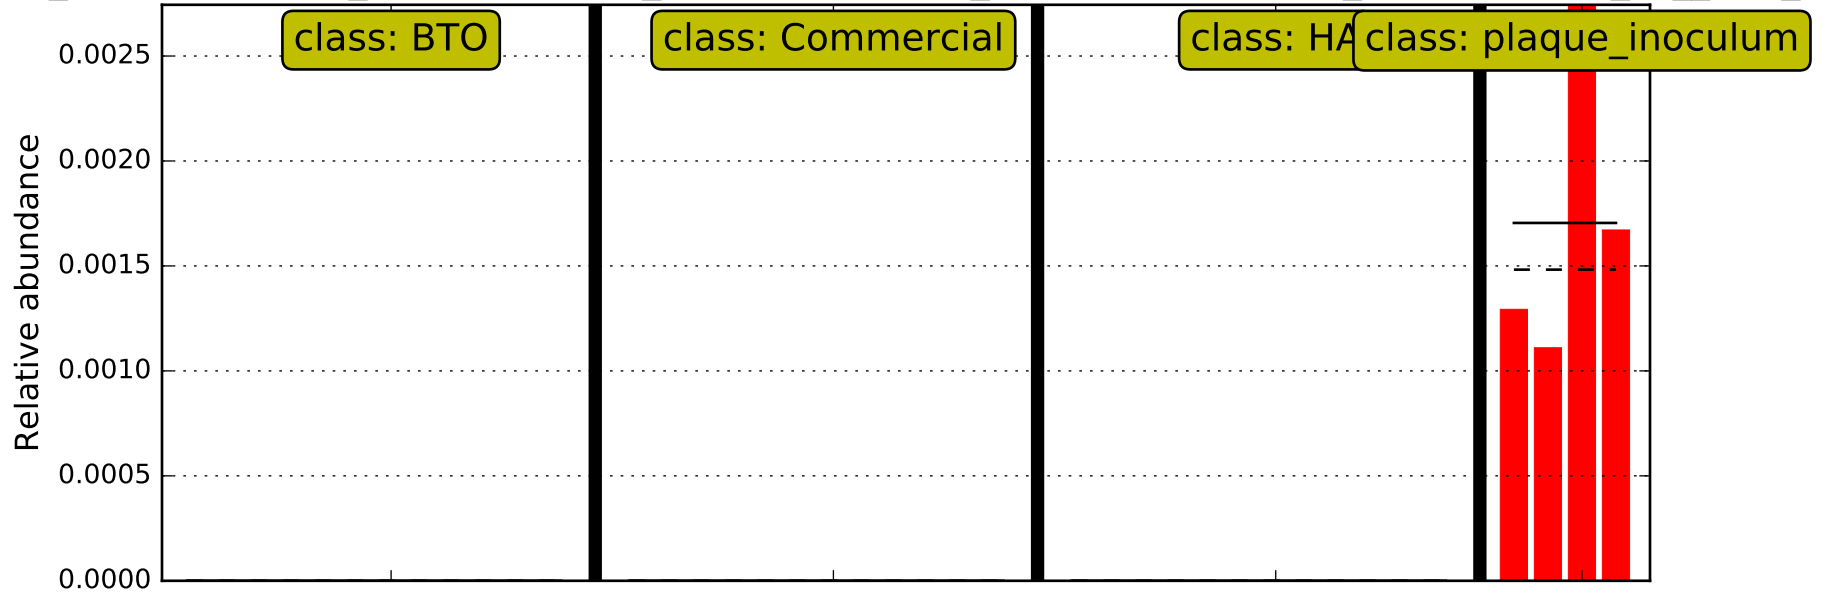 class: BTO
class: Commercial
class: HA
class: plaque_inoculum
Relative abundance
0.0025
0.0020
0.0015
0.0010
0.0005
0.0000